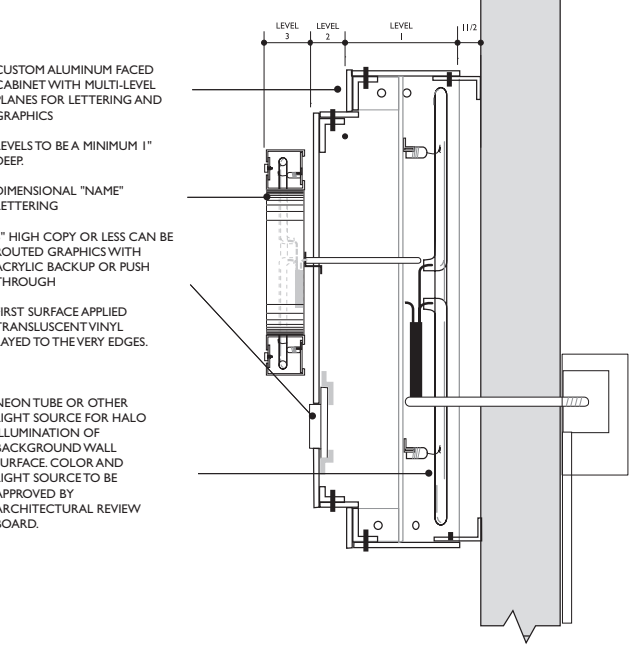 LEVEL LEVEL LEVEL 11/2
3 2 1
CUSTOM ALUMINUM FACED
CABINET WITH MULTI-LEVEL
PLANES FOR LETTERING AND
GRAPHICS
LEVELS TO BE A MINIMUM 1"
DEEP.
DIMENSIONAL "NAME"
LETTERING
" HIGH COPY OR LESS CAN BE
ROUTED GRAPHICS WITH
ACRYLIC BACKUP OR PUSH
THROUGH
FIRST SURFACE APPLIED
TRANSLUSCENT VINYL
LAYED TO THE VERY EDGES.
NEON TUBE OR OTHER
LIGHT SOURCE FOR HALO
ILLUMINATION OF
BACKGROUND WALL
SURFACE. COLOR AND
LIGHT SOURCE TO BE
APPROVED BY
ARCHITECTURAL REVIEW
BOARD.